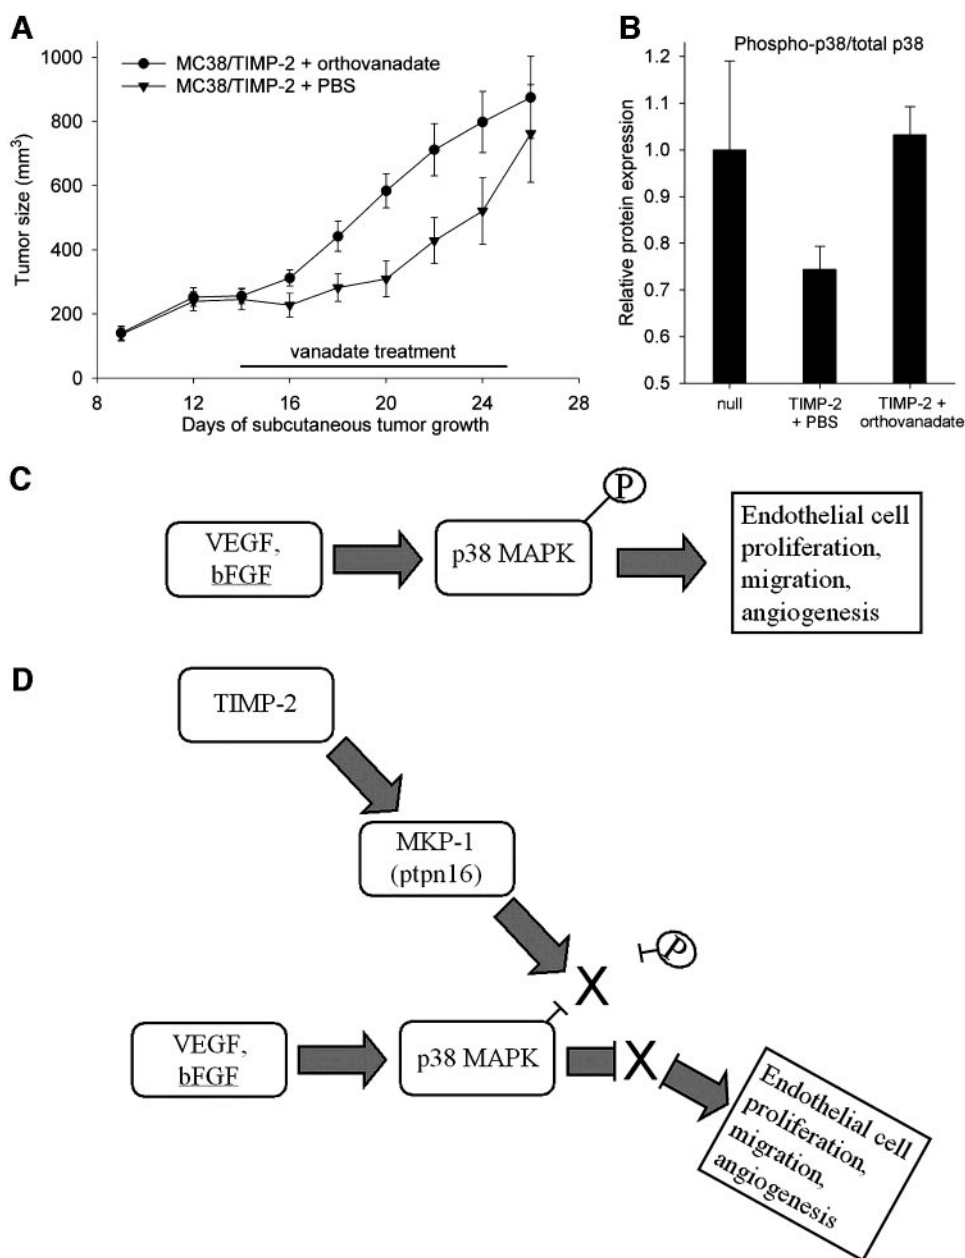 A
MC38/TIMP-2 + orthovanadate
MC38/TIMP-2 + PBS
Tumor size (mm³)
1000
800
600
400
200
0
vanadate treatment
8 12 16 20 24 28
Days of subcutaneous tumor growth
B
Phospho-p38/total p38
Relative protein expression
1.2
1.1
1.0
0.9
0.8
0.7
0.6
0.5
null
TIMP-2
+ PBS
TIMP-2 +
orthovanadate
C
VEGF,
bFGF
p38 MAPK
P
Endothelial cell
proliferation,
migration,
angiogenesis
D
TIMP-2
MKP-1
(ptpn16)
P
X
VEGF,
bFGF
p38 MAPK
X
Endothelial cell
proliferation,
migration,
angiogenesis